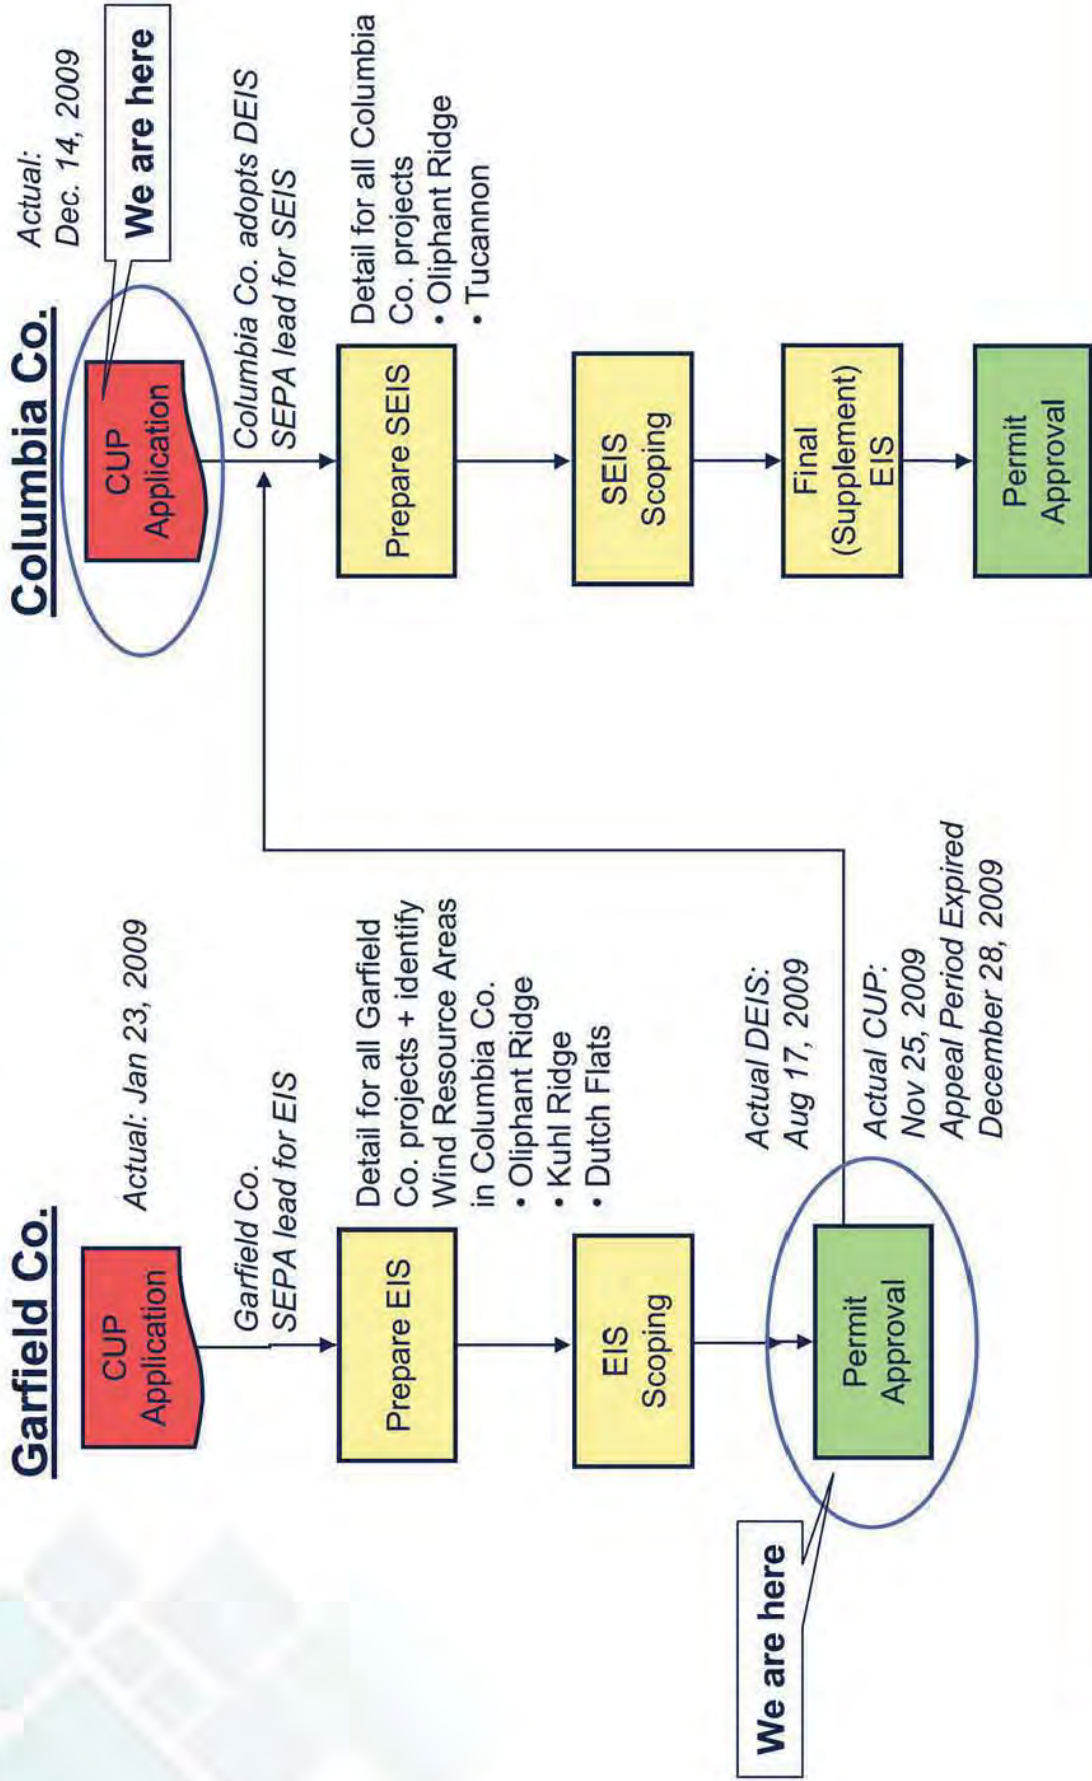 Garfield Co.
CUP
Application
Actual: Jan 23, 2009
Garfield Co.
SEPA lead for EIS
Prepare EIS
Detail for all Garfield
Co. projects + identify
Wind Resource Areas
in Columbia Co.
• Oliphant Ridge
• Kuhl Ridge
• Dutch Flats
EIS
Scoping
We are here
Permit
Approval
Actual DEIS:
Aug 17, 2009
Actual CUP:
Nov 25, 2009
Appeal Period Expired
December 28, 2009
Columbia Co.
CUP
Application
Actual:
Dec. 14, 2009
We are here
Columbia Co. adopts DEIS
SEPA lead for SEIS
Prepare SEIS
Detail for all Columbia
Co. projects
• Oliphant Ridge
• Tucannon
SEIS
Scoping
Final
(Supplement)
EIS
Permit
Approval